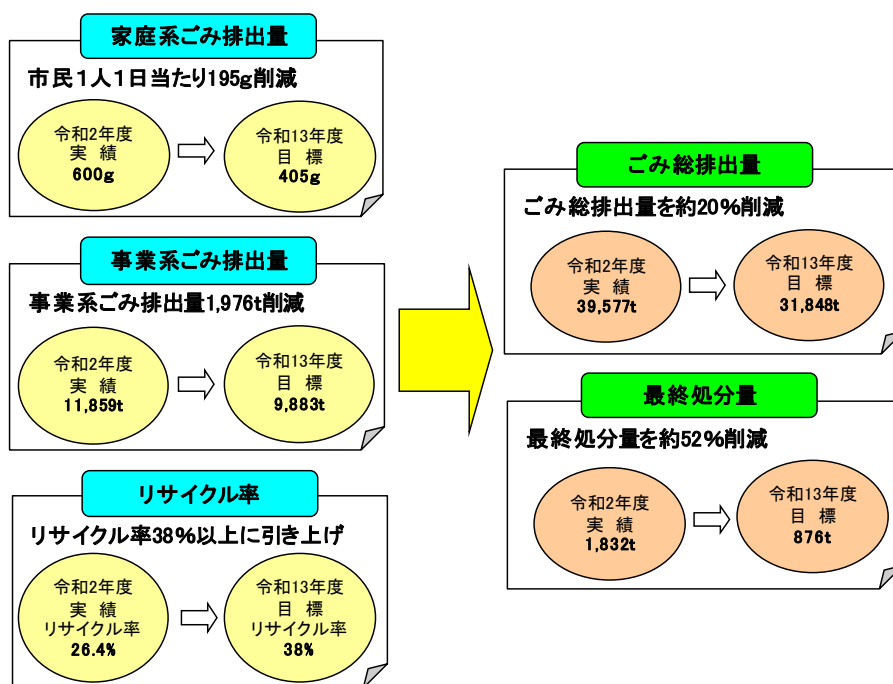 家庭系ごみ排出量
市民１人１日当たり195g削減
令和2年度
実 績
600g
令和13年度
目 標
405g
事業系ごみ排出量
事業系ごみ排出量1,976t削減
令和2年度
実 績
11,859t
令和13年度
目 標
9,883t
リサイクル率
リサイクル率38%以上に引き上げ
令和2年度
実 績
リサイクル率
26.4%
令和13年度
目 標
リサイクル率
38%
ごみ総排出量
ごみ総排出量を約20%削減
令和2年度
実 績
39,577t
令和13年度
目 標
31,848t
最終処分量
最終処分量を約52%削減
令和2年度
実 績
1,832t
令和13年度
目 標
876t